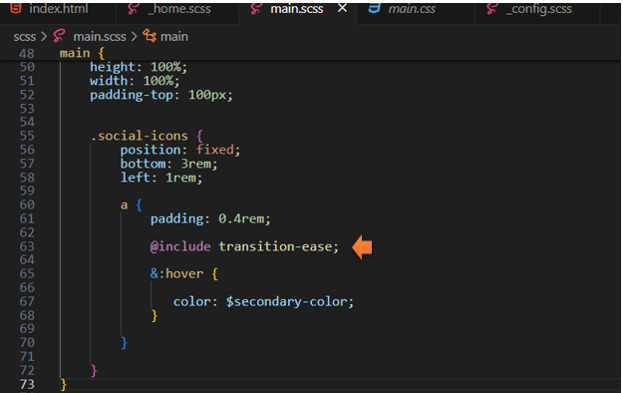 index.html _home.scss main.scss × main.css _config.scss
scss > main.scss > main
48 main {
50 height: 100%;
51 width: 100%;
52 padding-top: 100px;
53
54
55 .social-icons {
56 position: fixed;
57 bottom: 3rem;
58 left: 1rem;
59
60 a {
61 padding: 0.4rem;
62
63 @include transition-ease;
64
65 &:hover {
66
67 color: $secondary-color;
68 }
69
70 }
71
72 }
73 }